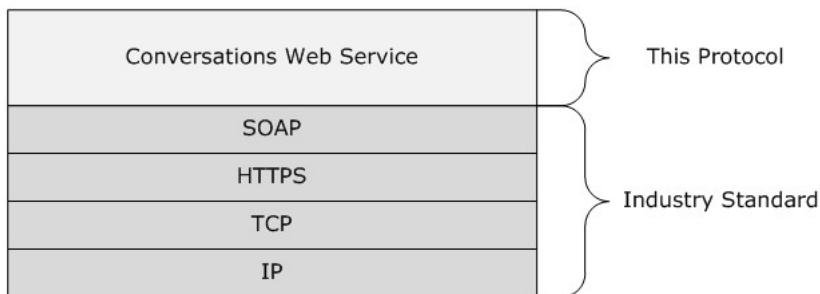 Conversations Web Service
This Protocol
SOAP
HTTPS
TCP
IP
Industry Standard